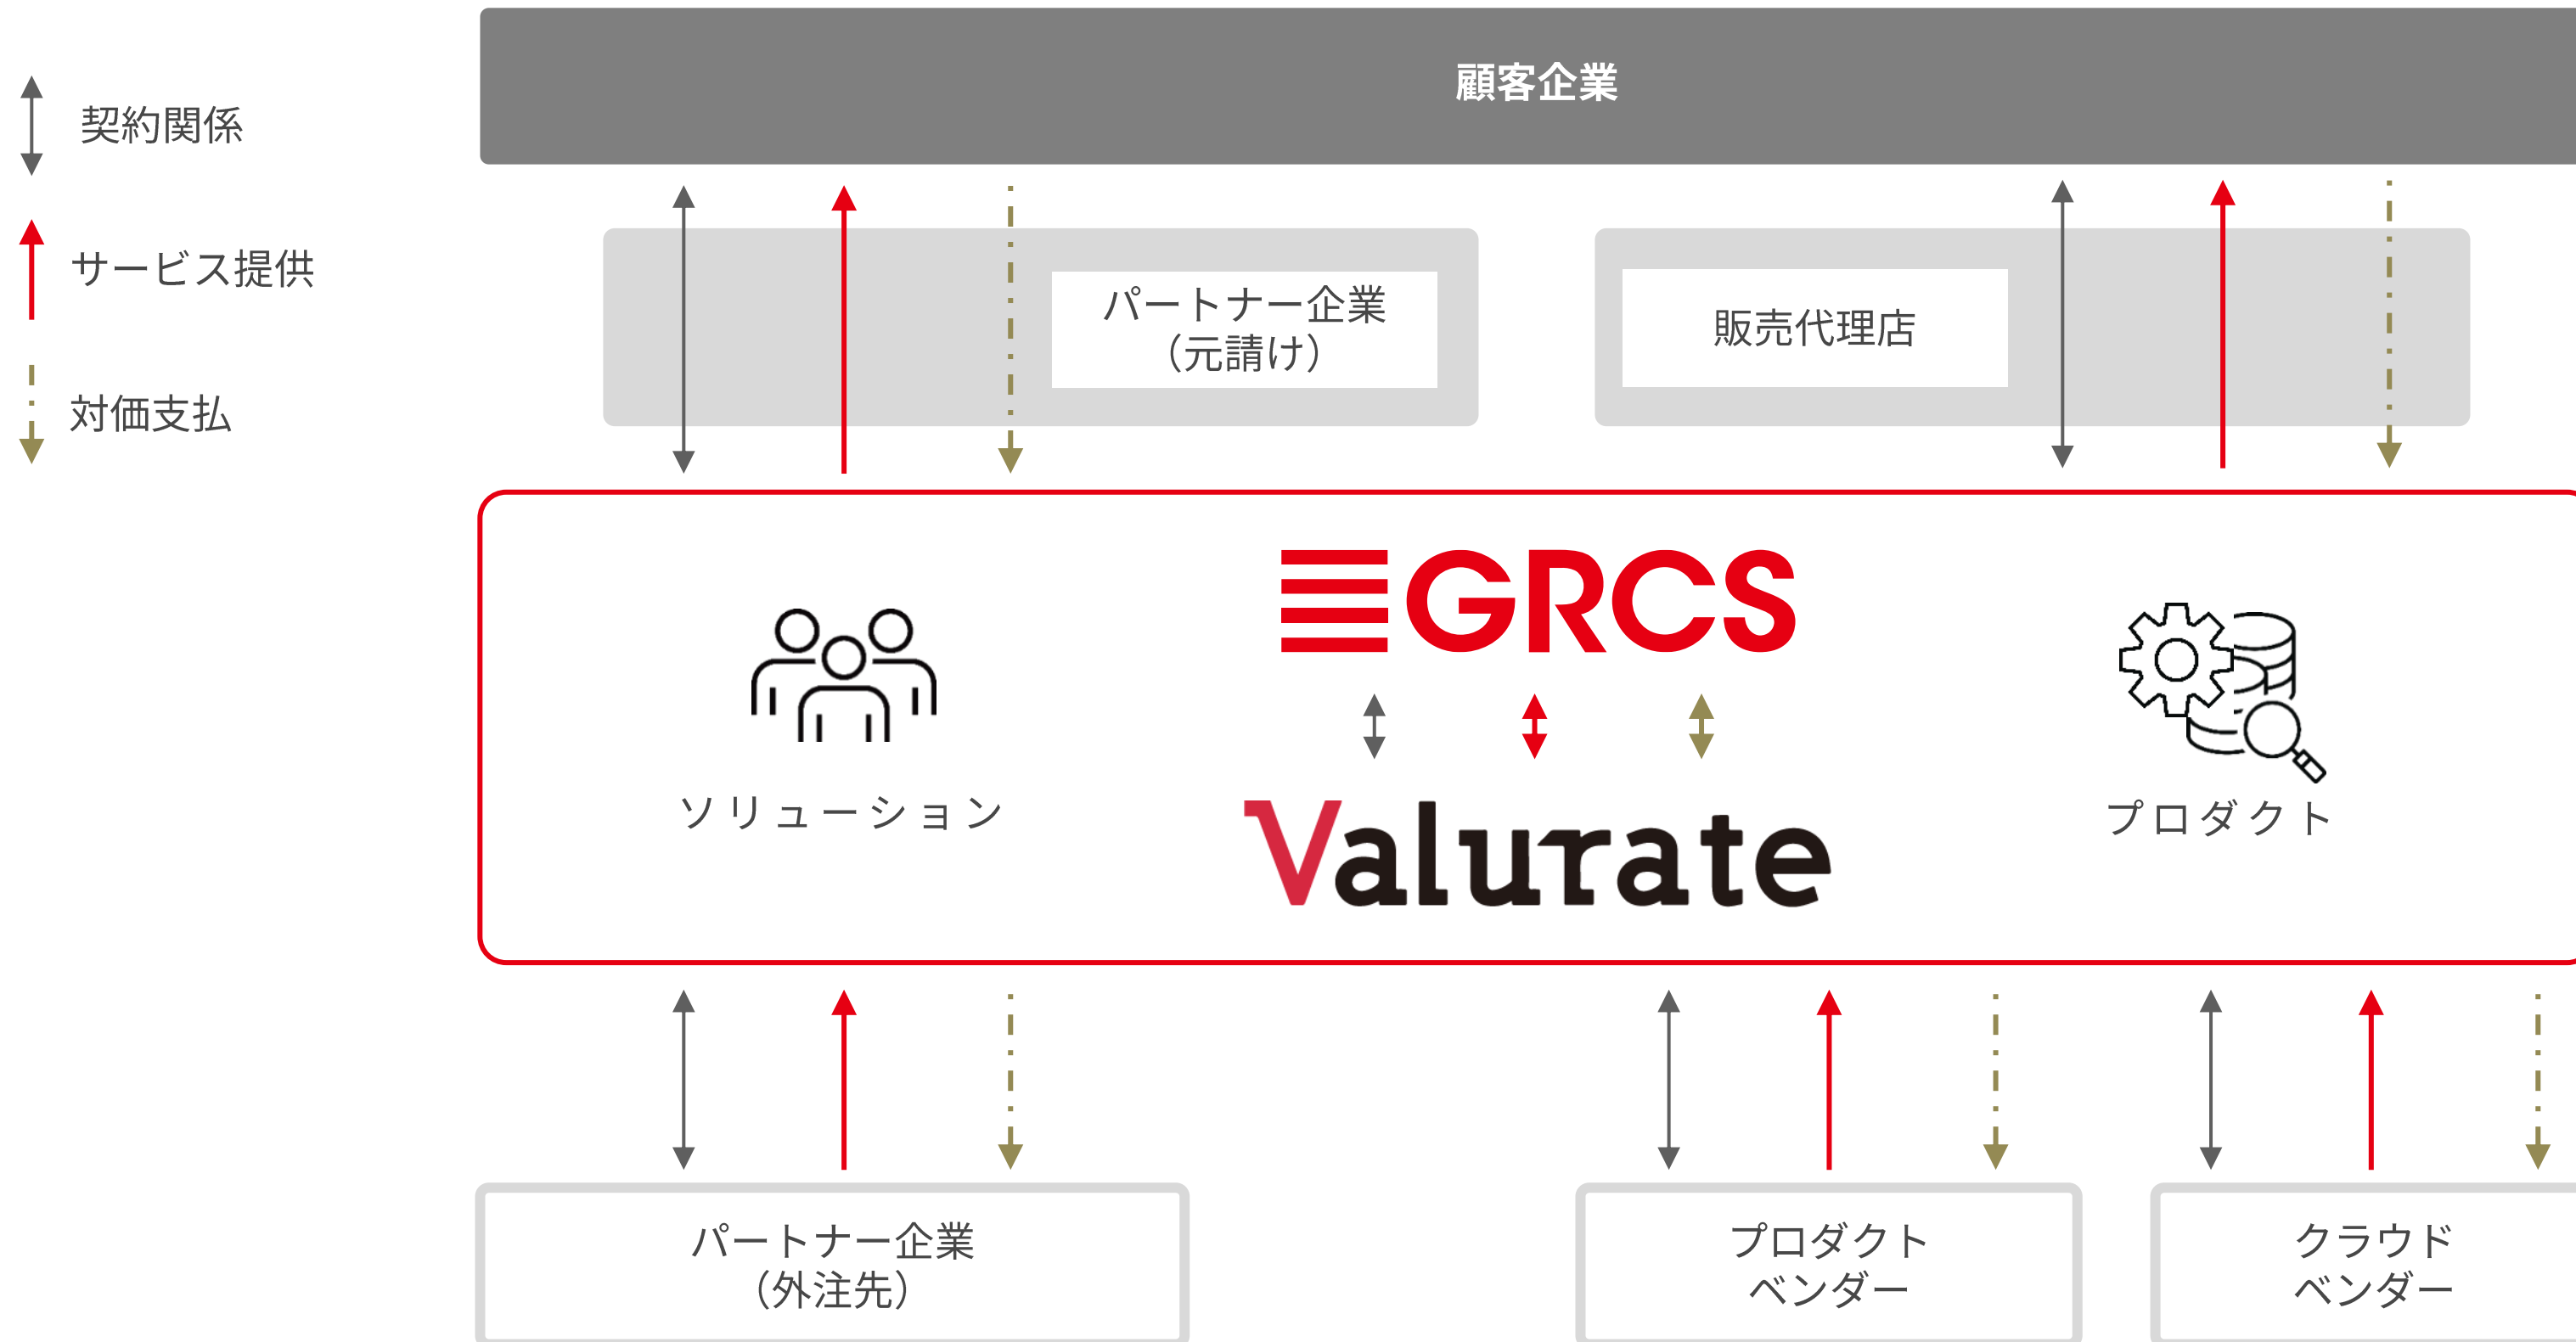 顧客企業
契約関係
サービス提供
対価支払
パートナー企業
（元請け）
販売代理店
GRCS
ソリューション
Valurate
プロダクト
パートナー企業
（外注先）
プロダクト
ベンダー
クラウド
ベンダー